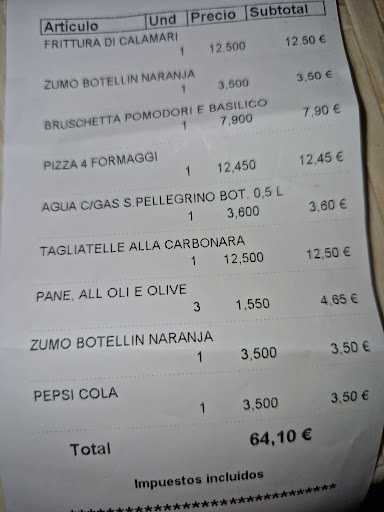 Artículo Und Precio Subtotal
FRITTURA DI CALAMARI
1 12,500 12,50 €
ZUMO BOTELLIN NARANJA
1 3,500 3,50 €
BRUSCHETTA POMODORI E BASILICO
1 7,900 7,90 €
PIZZA 4 FORMAGGI
1 12,450 12,45 €
AGUA C/GAS S.PELLEGRINO BOT. 0,5 L
1 3,600 3,60 €
TAGLIATELLE ALLA CARBONARA
1 12,500 12,50 €
PANE, ALL OLI E OLIVE
3 1,550 4,65 €
ZUMO BOTELLIN NARANJA
1 3,500 3,50 €
PEPSI COLA
1 3,500 3,50 €
Total 64,10 €
Impuestos incluidos
******************************